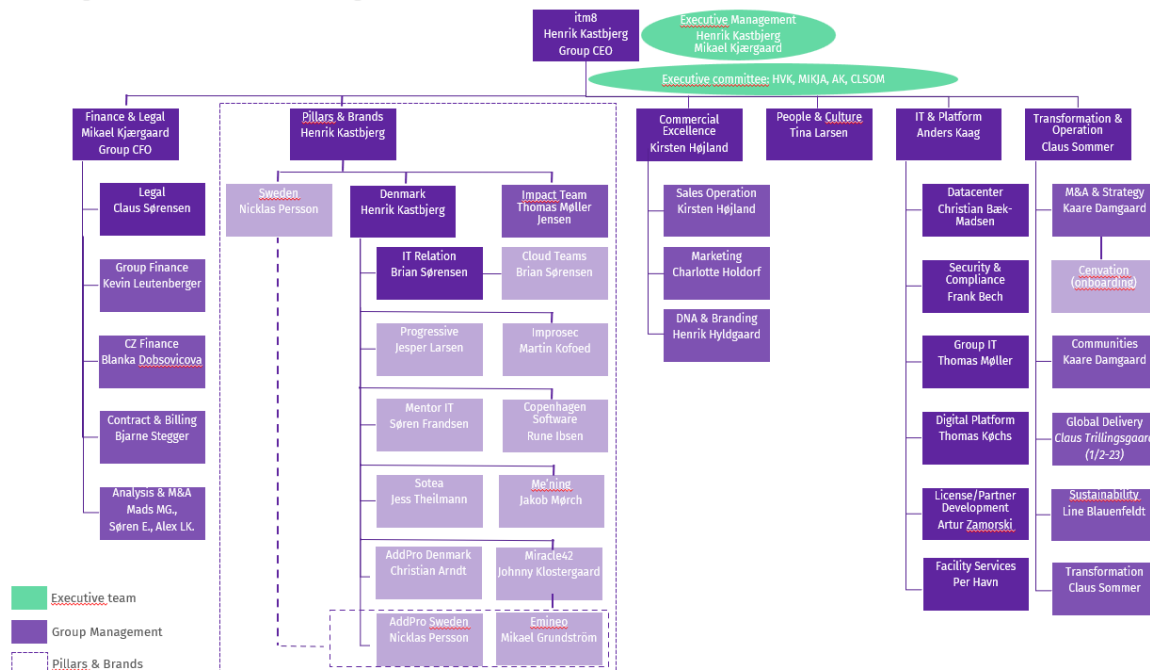 itm8
Henrik Kastbjerg
Group CEO
Executive Management
Henrik Kastbjerg
Mikael Kjærgaard
Executive committee: HVK, MIKJA, AK, CLSOM
Finance & Legal
Mikael Kjærgaard
Group CFO
Pillars & Brands
Henrik Kastbjerg
Commercial
Excellence
Kirsten Højland
People & Culture
Tina Larsen
IT & Platform
Anders Kaag
Transformation &
Operation
Claus Sommer
Legal
Claus Sørensen
Group Finance
Kevin Leutenberger
CZ Finance
Blanka Dobsovicova
Contract & Billing
Bjarne Stegger
Analysis & M&A
Mads MG.,
Søren E., Alex LK.
Sweden
Nicklas Persson
Denmark
Henrik Kastbjerg
Impact Team
Thomas Møller
Jensen
IT Relation
Brian Sørensen
Cloud Teams
Brian Sørensen
Progressive
Jesper Larsen
Improsec
Martin Kofoed
Mentor IT
Søren Frandsen
Copenhagen
Software
Rune Ibsen
Sotea
Jess Theilmann
Me'ning
Jakob Mørch
AddPro Denmark
Christian Arndt
Miracle42
Johnny Klostergaard
AddPro Sweden
Nicklas Persson
Emineo
Mikael Grundström
Sales Operation
Kirsten Højland
Marketing
Charlotte Holdorf
DNA & Branding
Henrik Hyldgaard
Datacenter
Christian Bæk-
Madsen
Security &
Compliance
Frank Bech
Group IT
Thomas Møller
Digital Platform
Thomas Køchs
License/Partner
Development
Artur Zamorski
Facility Services
Per Havn
M&A & Strategy
Kaare Damgaard
Cenvation
(onboarding)
Communities
Kaare Damgaard
Global Delivery
Claus Trillingsgaard
(1/2-23)
Sustainability
Line Blauenfeldt
Transformation
Claus Sommer
Executive team
Group Management
Pillars & Brands